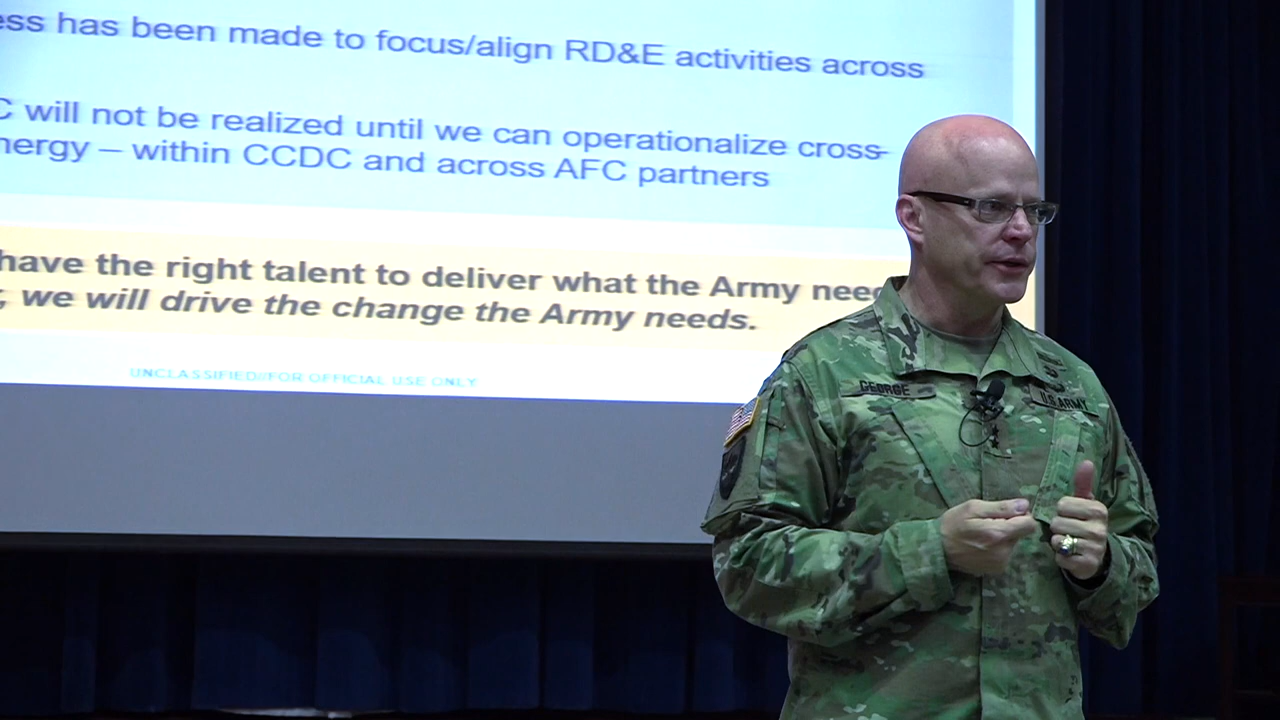 ess has been made to focus/align RD&E activities across
C will not be realized until we can operationalize cross-
nergy – within CCDC and across AFC partners
have the right talent to deliver what the Army need
, we will drive the change the Army needs.
UNCLASSIFIED//FOR OFFICIAL USE ONLY
GEORGE
U.S. ARMY